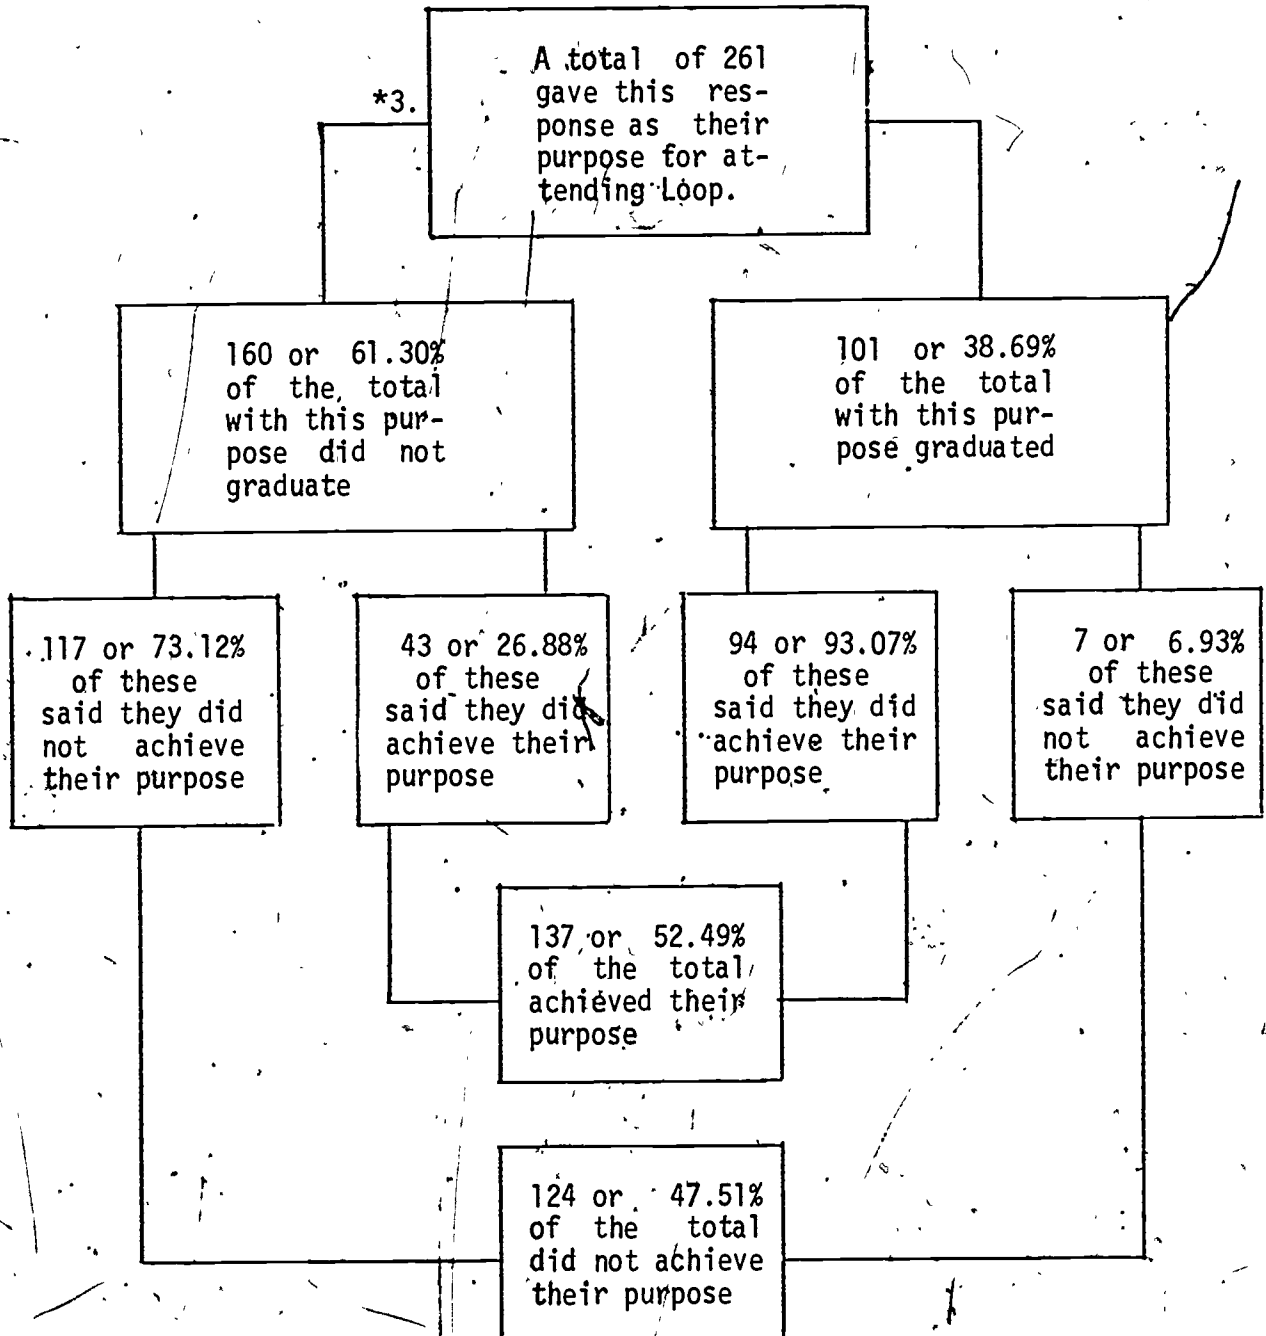 *3.
A total of 261
gave this res-
ponse as their
purpose for at-
tending Loop.
160 or 61.30%
of the total
with this pur-
pose did not
graduate
101 or 38.69%
of the total
with this pur-
pose graduated
117 or 73.12%
of these
said they did
not achieve
their purpose
43 or 26.88%
of these
said they did
achieve their
purpose
94 or 93.07%
of these
said they did
achieve their
purpose
7 or 6.93%
of these
said they did
not achieve
their purpose
137 or 52.49%
of the total
achieved their
purpose
124 or 47.51%
of the total
did not achieve
their purpose